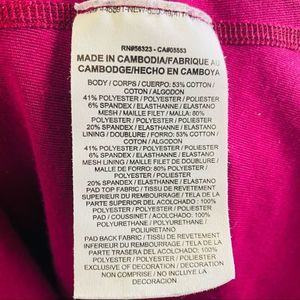 RN#56323 - CA#05553
MADE IN CAMBODIA/FABRIQUE AU
CAMBODGE/HECHO EN CAMBOYA
BODY / CORPS / CUERPO: 53% COTTON
/ COTON / ALGODON
41% POLYESTER / POLYESTER / POLIESTER
6% SPANDEX / ELASTHANNE / ELASTANO
MESH / MAILLE FILET / MALLA: 80%
POLYESTER / POLYESTER / POLIESTER
20% SPANDEX / ELASTHANNE / ELASTANO
LINING / DOUBLURE / FORRO: 53% COTTON
/ COTON / ALGODON
41% POLYESTER / POLYESTER / POLIESTER
6% SPANDEX / ELASTHANNE / ELASTANO
MESH LINING / MAILLE FILET DE DOUBLURE /
MALLA DE FORRO: 80% POLYESTER /
POLYESTER / POLIESTER
20% SPANDEX / ELASTHANNE / ELASTANO
PAD TOP FABRIC / TISSU DE REVETEMENT
SUPERIEUR DU REMBOURRAGE / TELA DE LA
PARTE SUPERIOR DEL ACOLCHADO: 100%
POLYESTER / POLYESTER / POLIESTER
PAD / COUSSINET / ACOLCHADO: 100%
POLYURETHANE / POLYURETHANE /
POLIURETANO
PAD BACK FABRIC / TISSU DE REVETEMENT
INFERIEUR DU REMBOURRAGE / TELA DE LA
PARTE TRASERA DEL ACOLCHADO: 100%
POLYESTER / POLYESTER / POLIESTER
EXCLUSIVE OF DECORATION / DECORATION
NON COMPRISE / NO INCLUYE LA
DECORACION